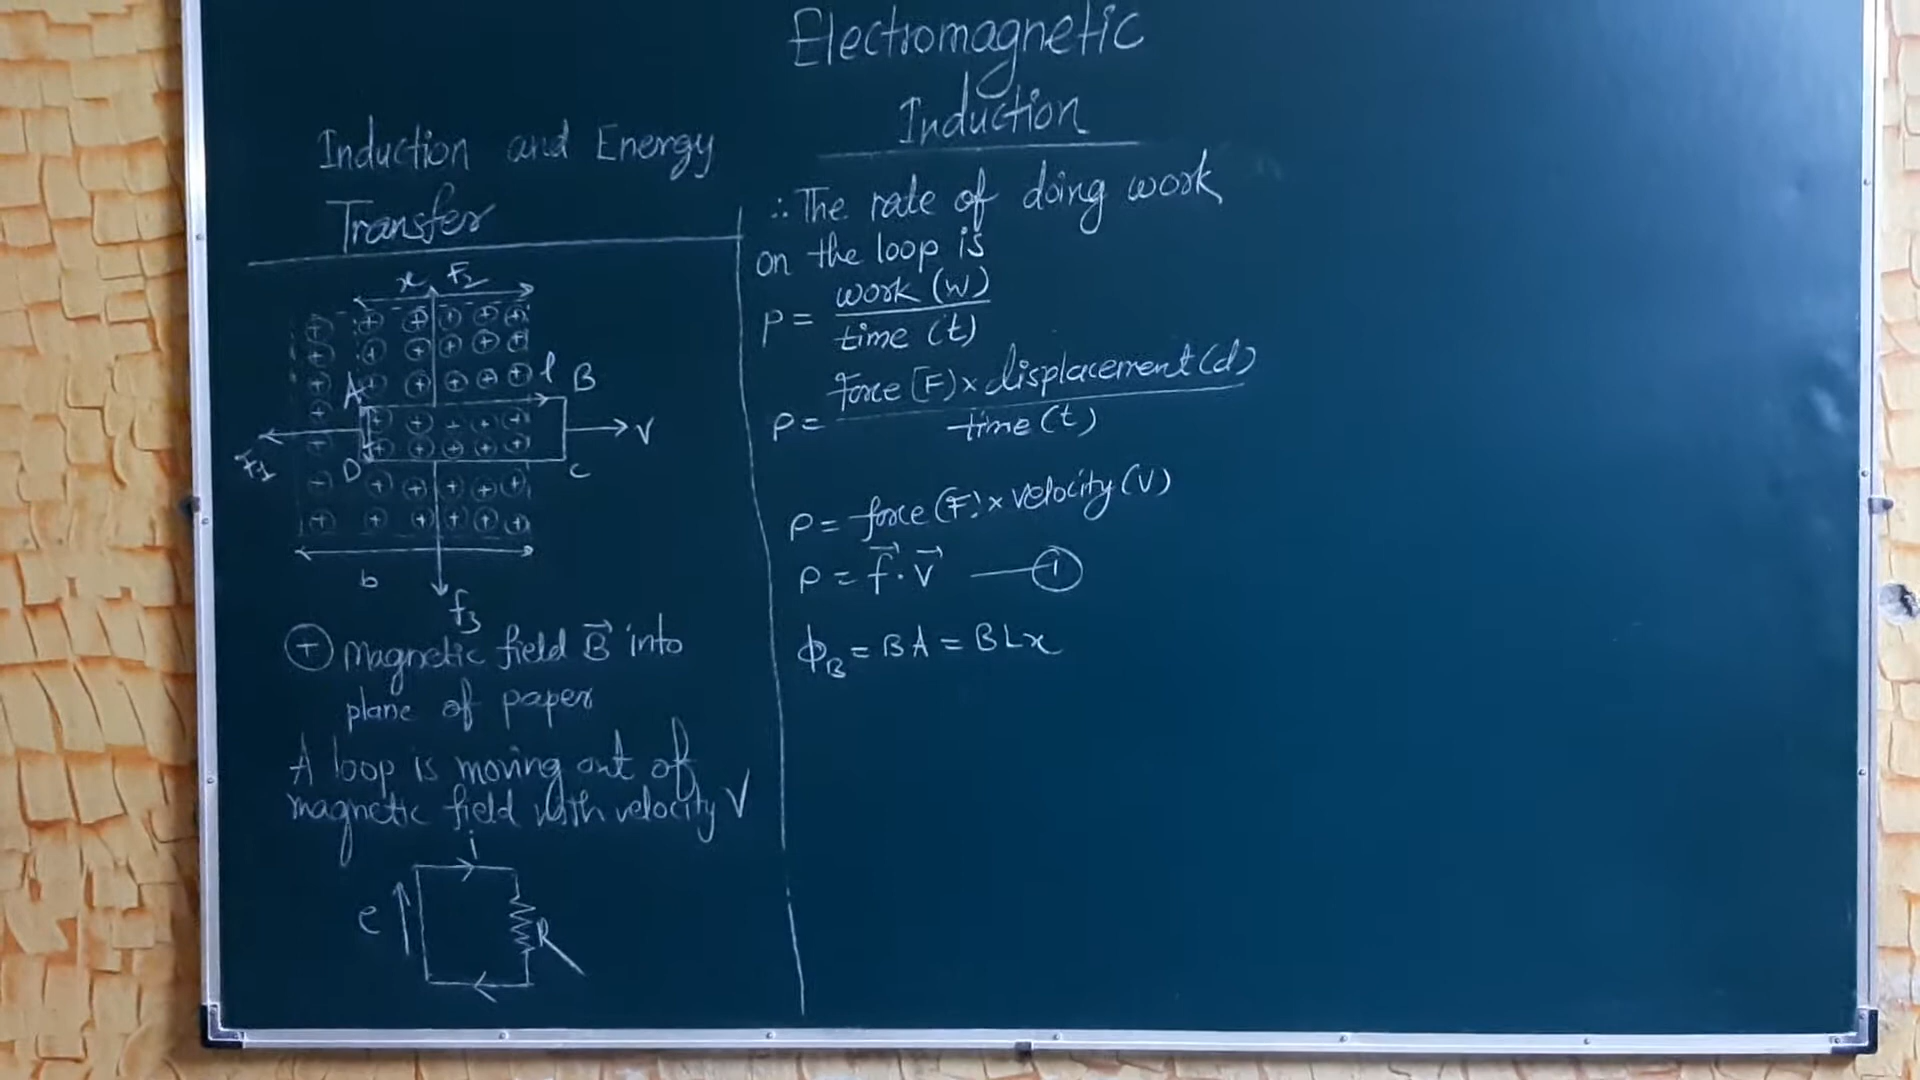 Electromagnetic
Induction
Induction and Energy
Transfer
x F₂
l
A B
F₁ V
D C
b
f₃
⊕ Magnetic field B⃗ into
plane of paper
A loop is moving out of
magnetic field with velocity V
i
e R
∴ The rate of doing work
on the loop is
P = work (W) / time (t)
P = force (F) × displacement (d) / time (t)
P = force (F) × velocity (V)
P = f⃗ . V⃗ — ①
ϕ_B = BA = BLx